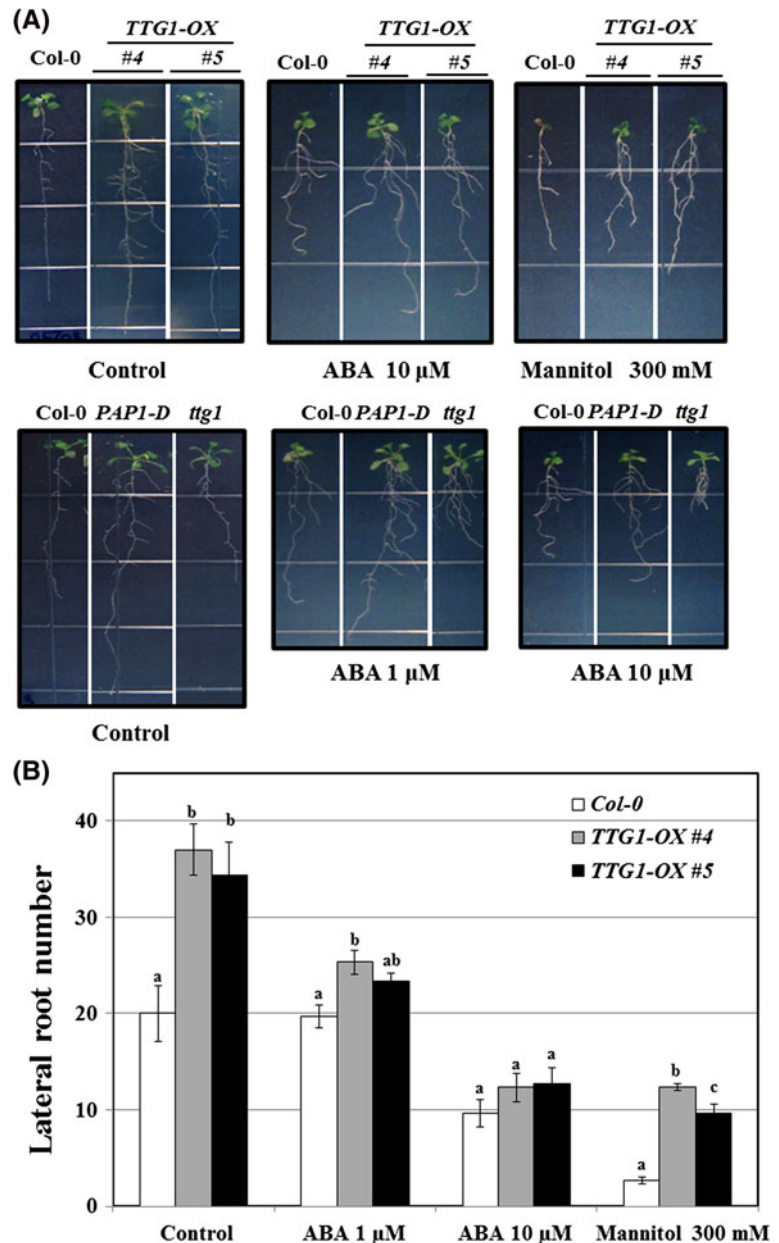 (A)
TTG1-OX TTG1-OX TTG1-OX
Col-0 #4 #5 Col-0 #4 #5 Col-0 #4 #5
Control ABA 10 µM Mannitol 300 mM
Col-0 PAP1-D ttg1 Col-0 PAP1-D ttg1 Col-0 PAP1-D ttg1
ABA 1 µM ABA 10 µM
Control
(B)
Lateral root number
40
30
20
10
0
Col-0
TTG1-OX #4
TTG1-OX #5
a b b
a b ab
a a a
a b c
Control ABA 1 µM ABA 10 µM Mannitol 300 mM